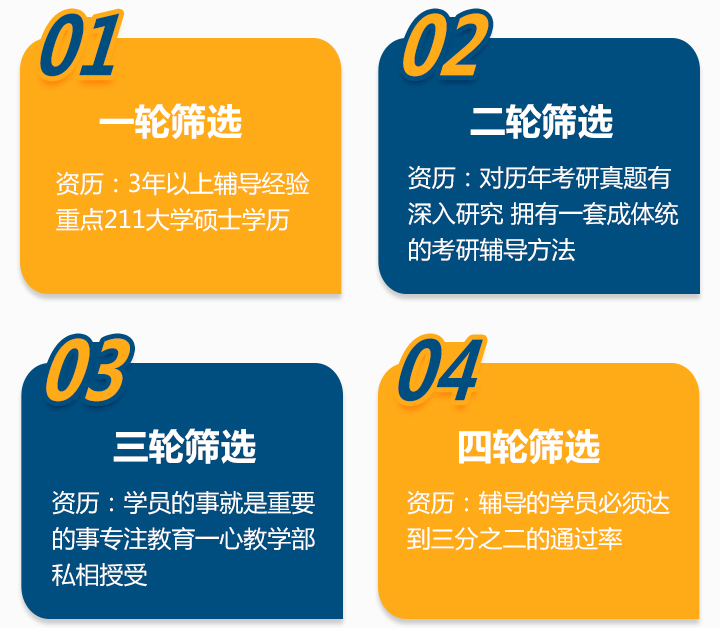 01
一轮筛选
资历：3年以上辅导经验
重点211大学硕士学历
02
二轮筛选
资历：对历年考研真题有
深入研究 拥有一套成体统
的考研辅导方法
03
三轮筛选
资历：学员的事就是重要
的事专注教育一心教学部
私相授受
04
四轮筛选
资历：辅导的学员必须达
到三分之二的通过率